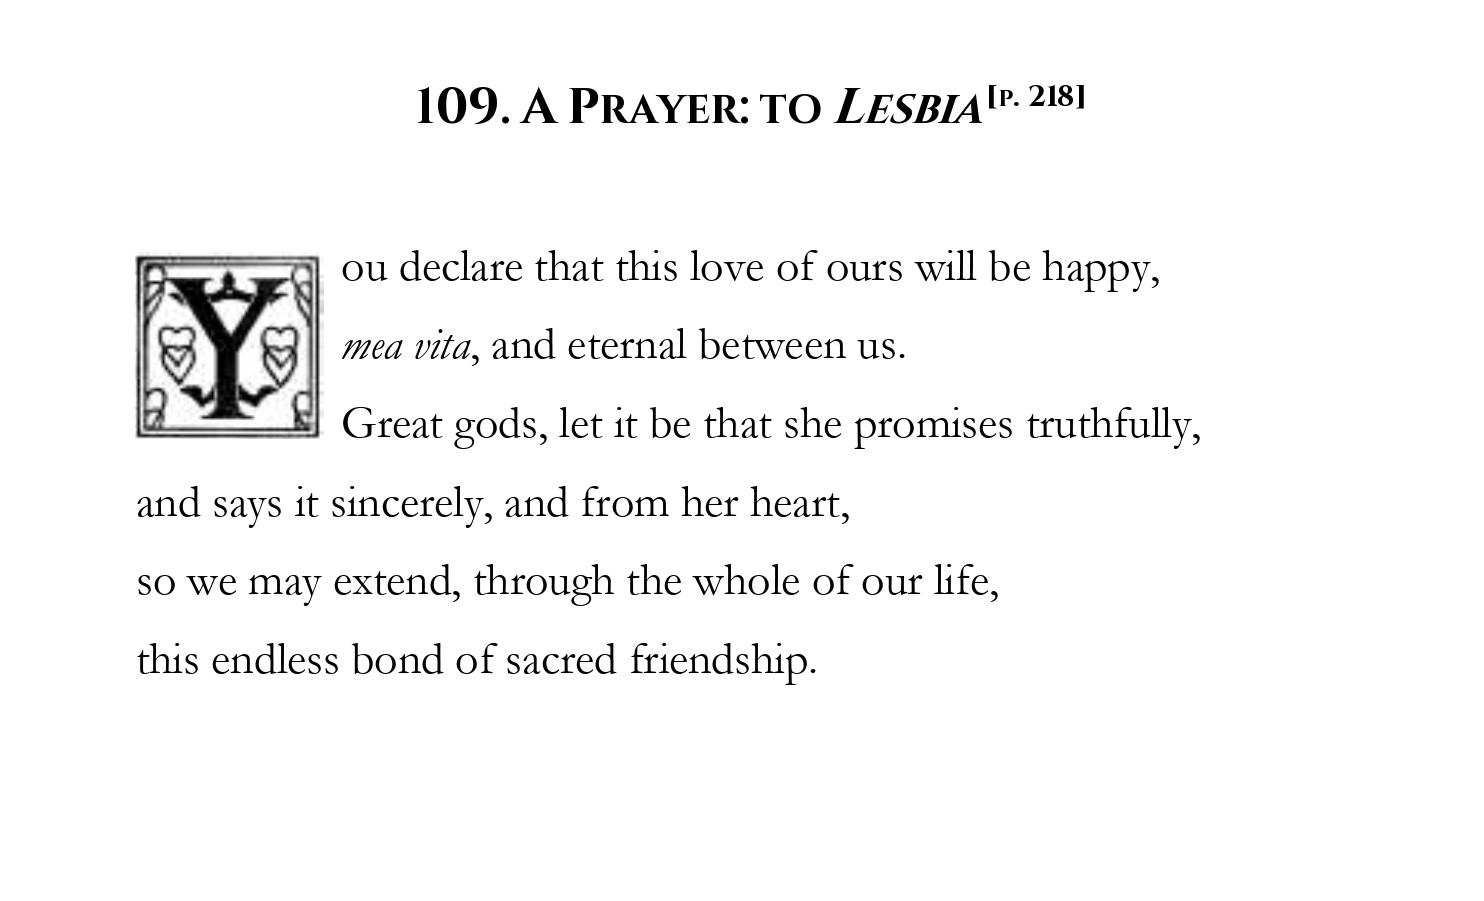 109. A Prayer: to Lesbia [p. 218]
You declare that this love of ours will be happy,
mea vita, and eternal between us.
Great gods, let it be that she promises truthfully,
and says it sincerely, and from her heart,
so we may extend, through the whole of our life,
this endless bond of sacred friendship.